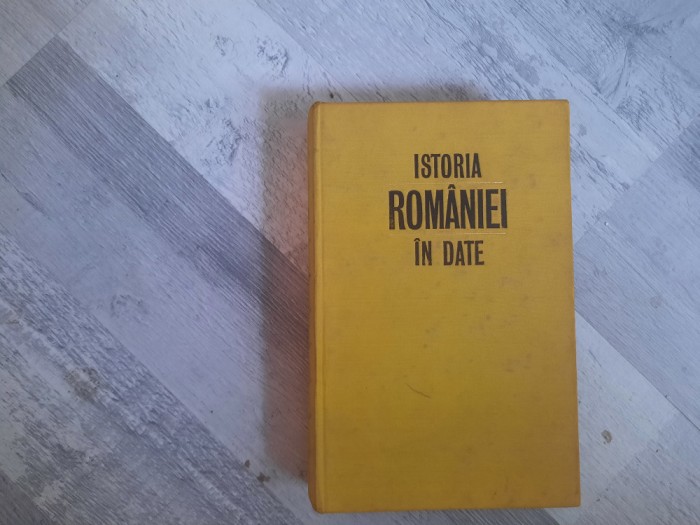 ISTORIA
ROMÂNIEI
ÎN DATE